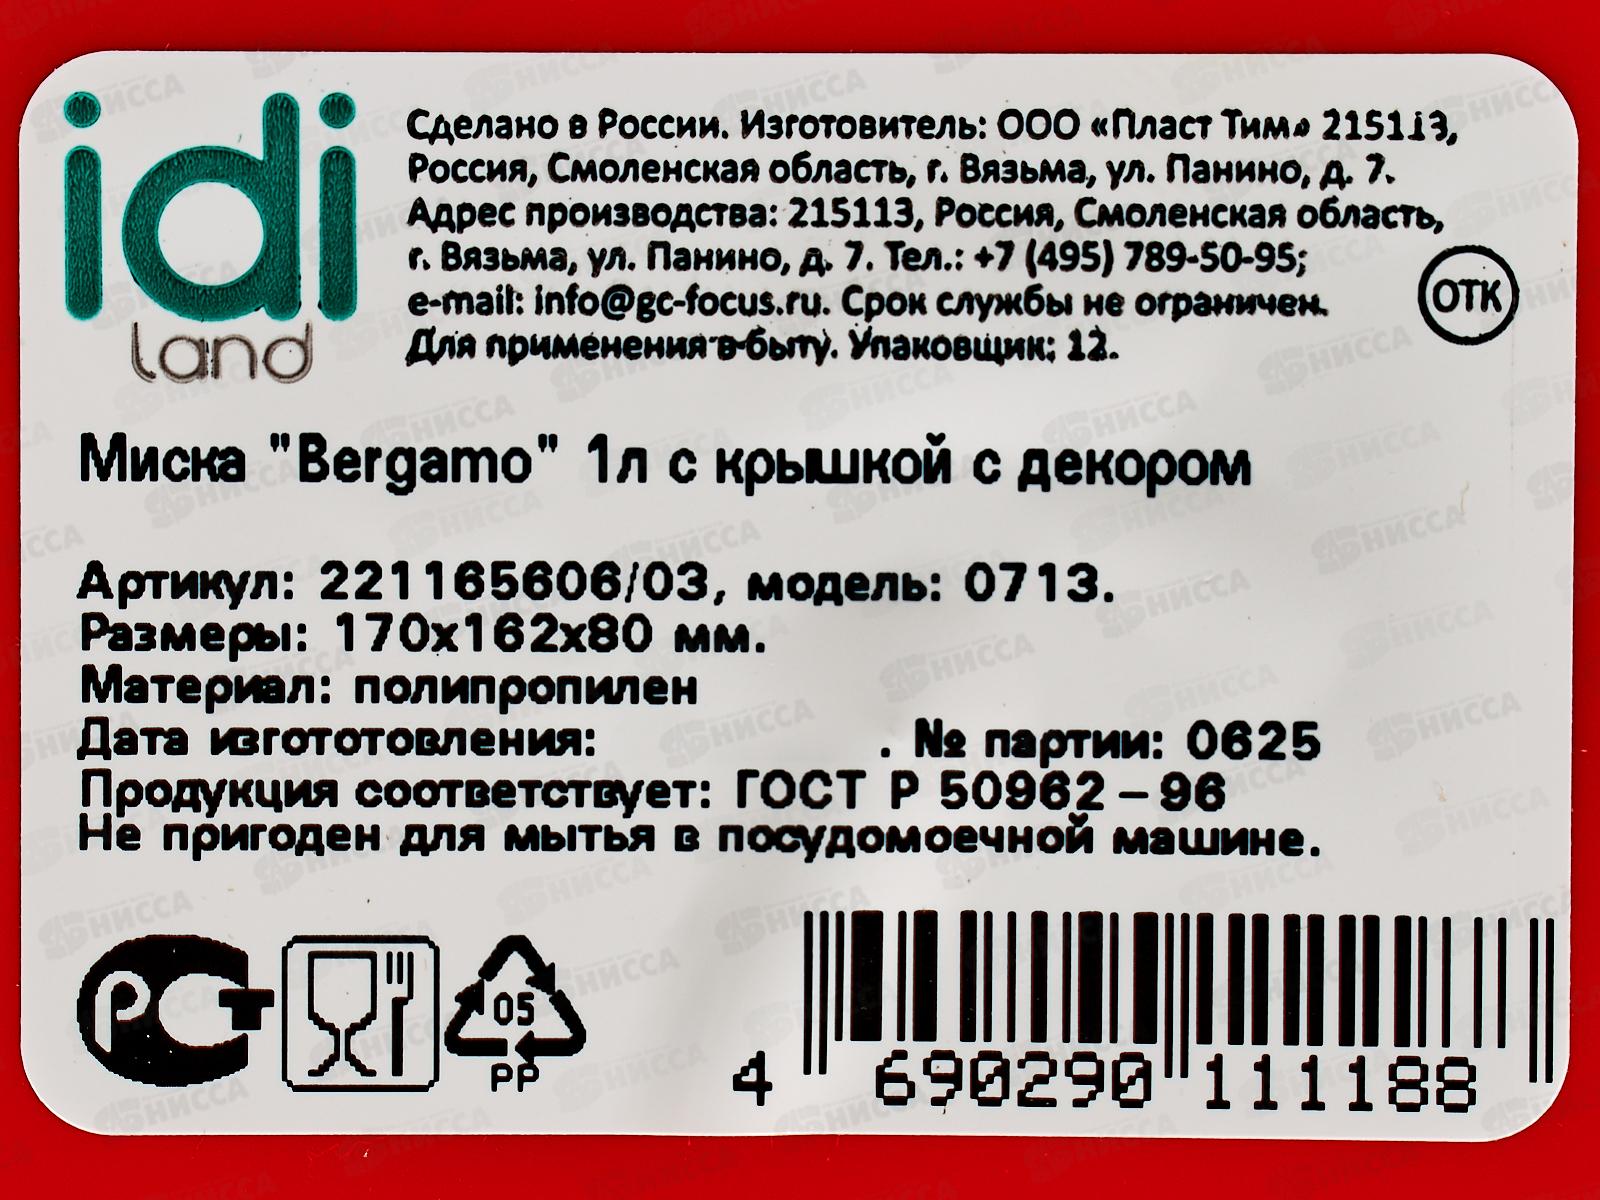 idi
land
Сделано в России. Изготовитель: ООО «Пласт Тим» 215113,
Россия, Смоленская область, г. Вязьма, ул. Панино, д. 7.
Адрес производства: 215113, Россия, Смоленская область,
г. Вязьма, ул. Панино, д. 7. Тел.: +7 (495) 789-50-95;
e-mail: info@gc-focus.ru. Срок службы не ограничен.
Для применения в быту. Упаковщик: 12.
ОТК
Миска "Bergamo" 1л с крышкой с декором
Артикул: 221165606/03, модель: 0713.
Размеры: 170х162х80 мм.
Материал: полипропилен
Дата изгототовления: . № партии: 0625
Продукция соответствует: ГОСТ Р 50962-96
Не пригоден для мытья в посудомоечной машине.
РСТ
05
PP
4 690290 111188